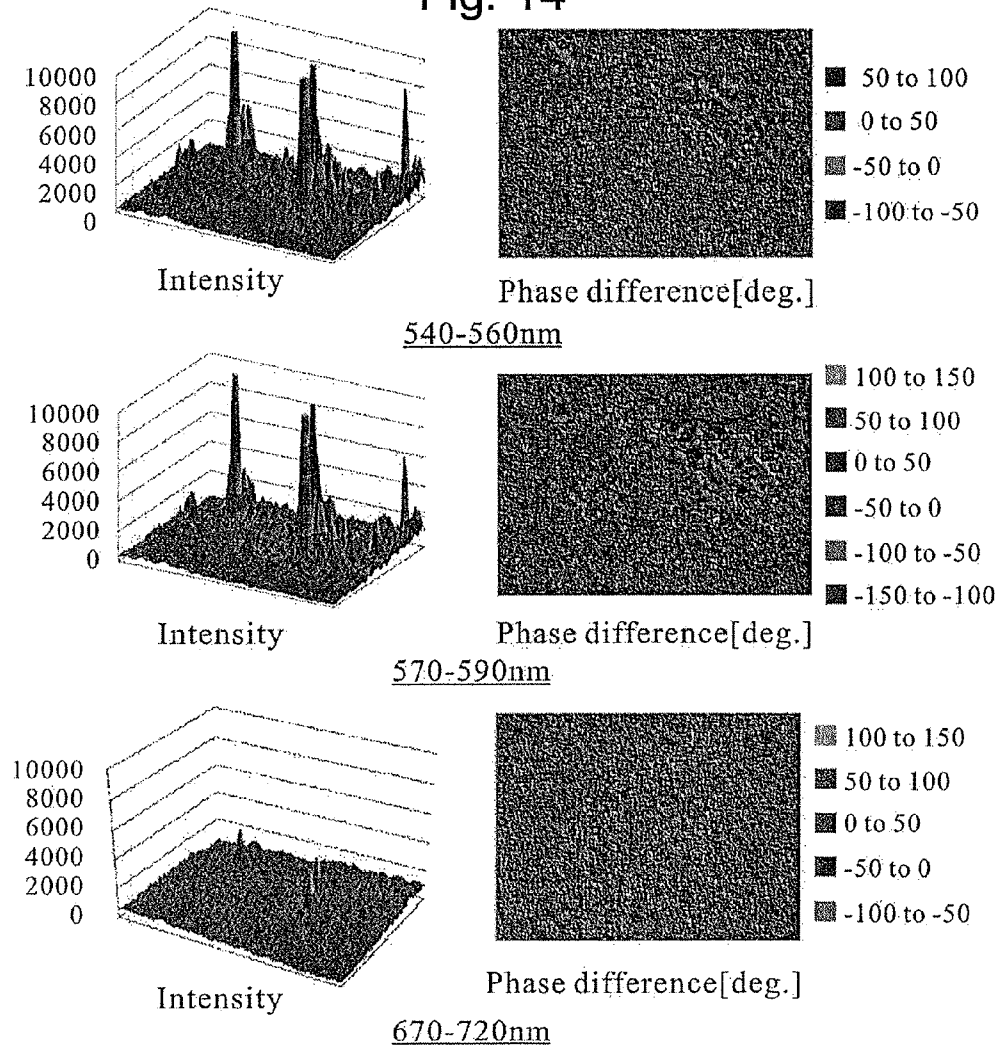 Fig. 14
10000
8000
6000
4000
2000
0
Intensity
50 to 100
0 to 50
-50 to 0
-100 to -50
Phase difference[deg.]
540-560nm
10000
8000
6000
4000
2000
0
Intensity
100 to 150
50 to 100
0 to 50
-50 to 0
-100 to -50
-150 to -100
Phase difference[deg.]
570-590nm
10000
8000
6000
4000
2000
0
Intensity
100 to 150
50 to 100
0 to 50
-50 to 0
-100 to -50
Phase difference[deg.]
670-720nm